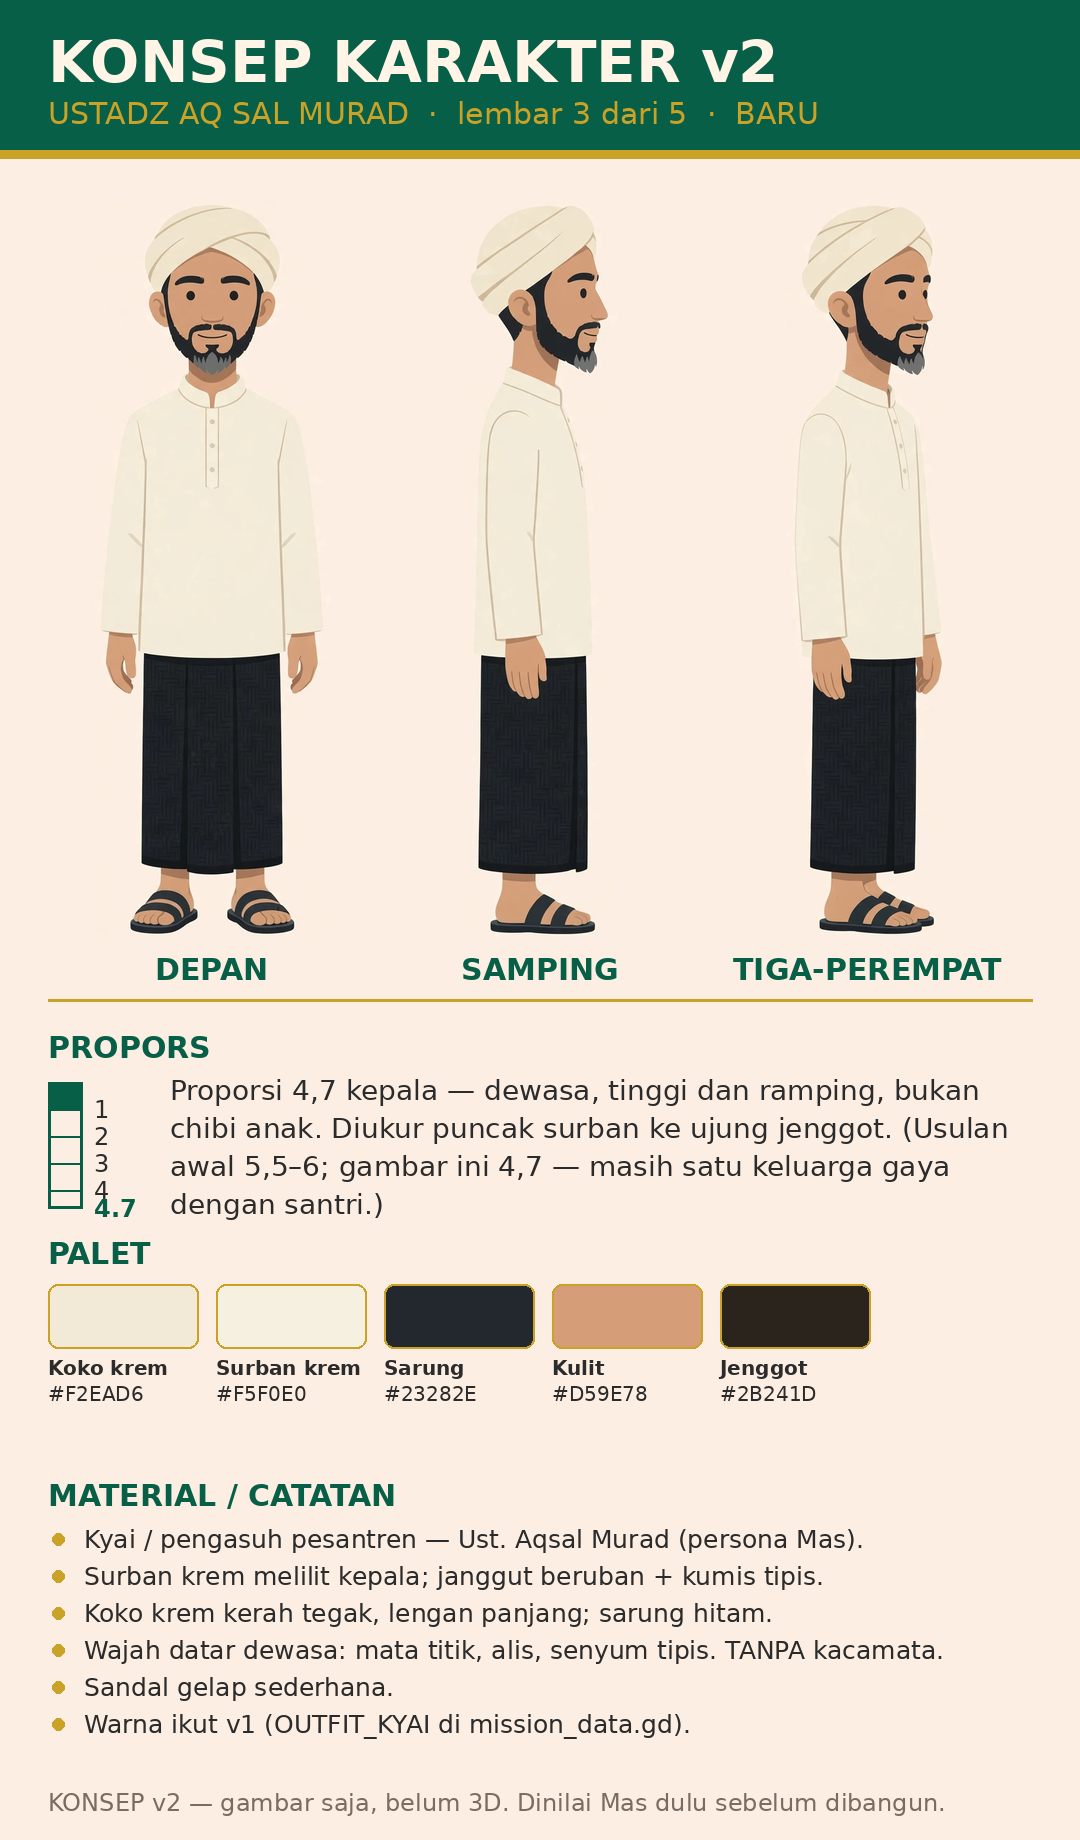 KONSEP KARAKTER v2
USTADZ AQ SAL MURAD · lembar 3 dari 5 · BARU
DEPAN
SAMPING
TIGA-PEREMPAT
PROPORS
1
2
3
4
4.7
Proporsi 4,7 kepala — dewasa, tinggi dan ramping, bukan
chibi anak. Diukur puncak surban ke ujung jenggot. (Usulan
awal 5,5–6; gambar ini 4,7 — masih satu keluarga gaya
dengan santri.)
PALET
Koko krem
#F2EAD6
Surban krem
#F5F0E0
Sarung
#23282E
Kulit
#D59E78
Jenggot
#2B241D
MATERIAL / CATATAN
Kyai / pengasuh pesantren — Ust. Aqsal Murad (persona Mas).
Surban krem melilit kepala; janggut beruban + kumis tipis.
Koko krem kerah tegak, lengan panjang; sarung hitam.
Wajah datar dewasa: mata titik, alis, senyum tipis. TANPA kacamata.
Sandal gelap sederhana.
Warna ikut v1 (OUTFIT_KYAI di mission_data.gd).
KONSEP v2 — gambar saja, belum 3D. Dinilai Mas dulu sebelum dibangun.